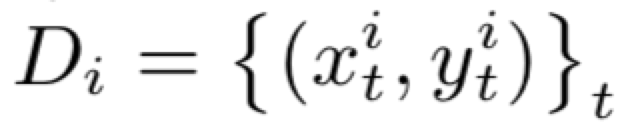 D_i = {(x_t^i, y_t^i)}_t